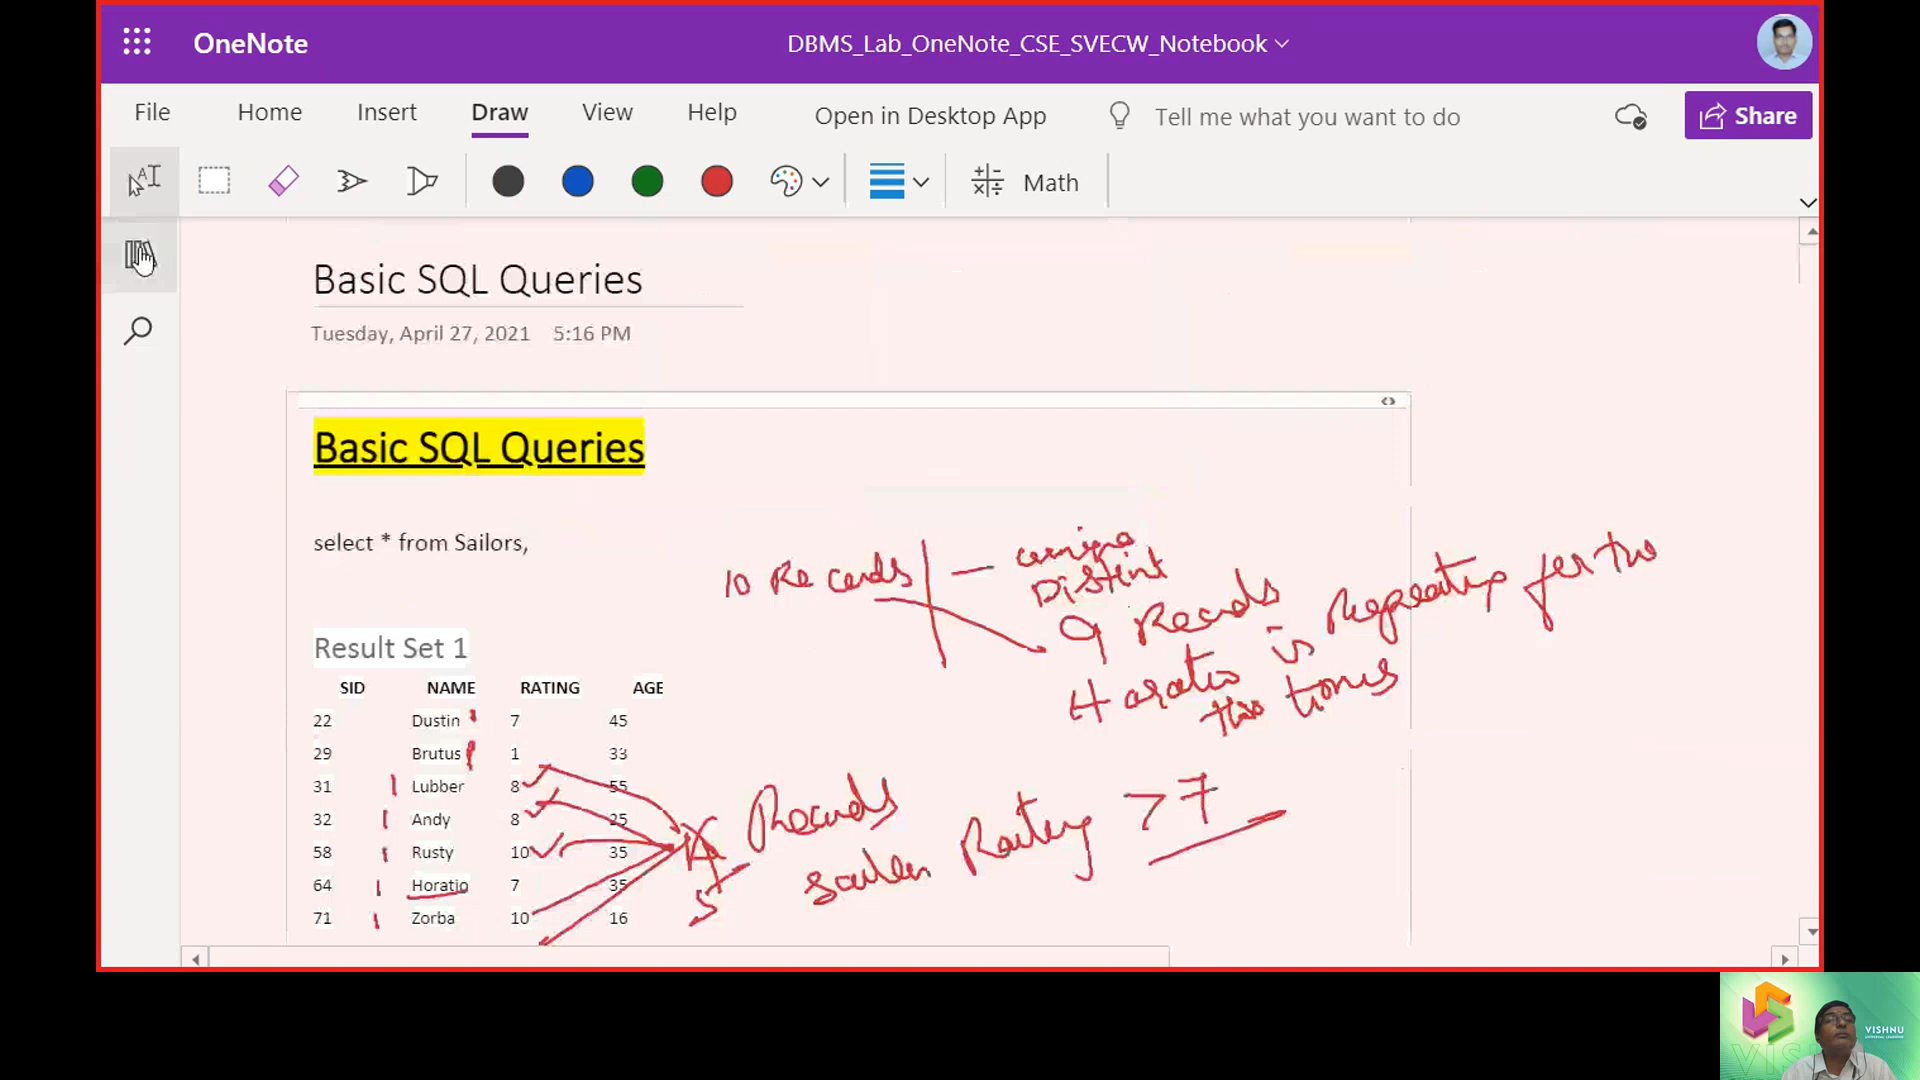 OneNote
DBMS_Lab_OneNote_CSE_SVECW_Notebook
File Home Insert Draw View Help Open in Desktop App Tell me what you want to do Share
Math
Basic SQL Queries
Tuesday, April 27, 2021 5:16 PM
Basic SQL Queries
select * from Sailors,
10 Records
Distint
9 Records
Horatio is Repeating for two
times
Result Set 1
SID NAME RATING AGE
22 Dustin 7 45
29 Brutus 1 33
31 Lubber 8 55
32 Andy 8 25
58 Rusty 10 35
64 Horatio 7 35
71 Zorba 10 16
5 Records
Sailor Rating > 7
VISHNU